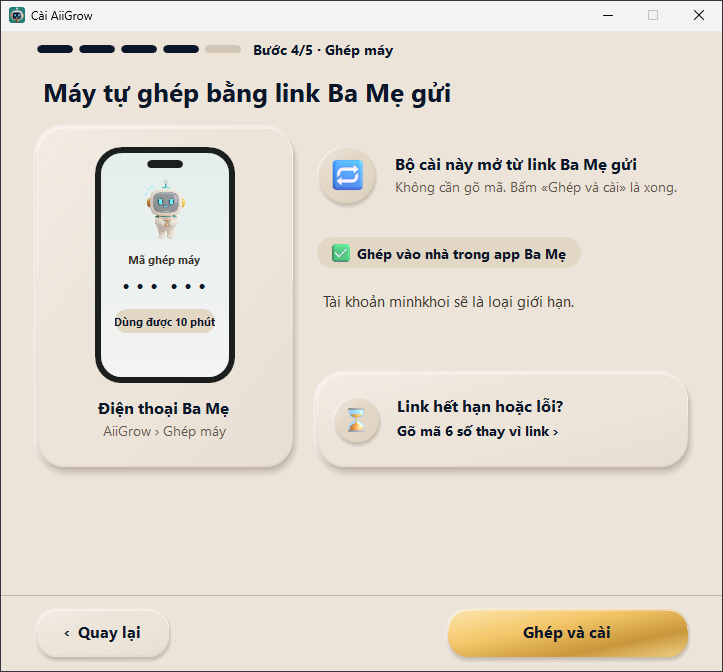 Cài AiiGrow
Bước 4/5 · Ghép máy
Máy tự ghép bằng link Ba Mẹ gửi
Mã ghép máy
• • • • • •
Dùng được 10 phút
Điện thoại Ba Mẹ
AiiGrow › Ghép máy
Bộ cài này mở từ link Ba Mẹ gửi
Không cần gõ mã. Bấm «Ghép và cài» là xong.
Ghép vào nhà trong app Ba Mẹ
Tài khoản minhkhoi sẽ là loại giới hạn.
Link hết hạn hoặc lỗi?
Gõ mã 6 số thay vì link ›
‹ Quay lại
Ghép và cài